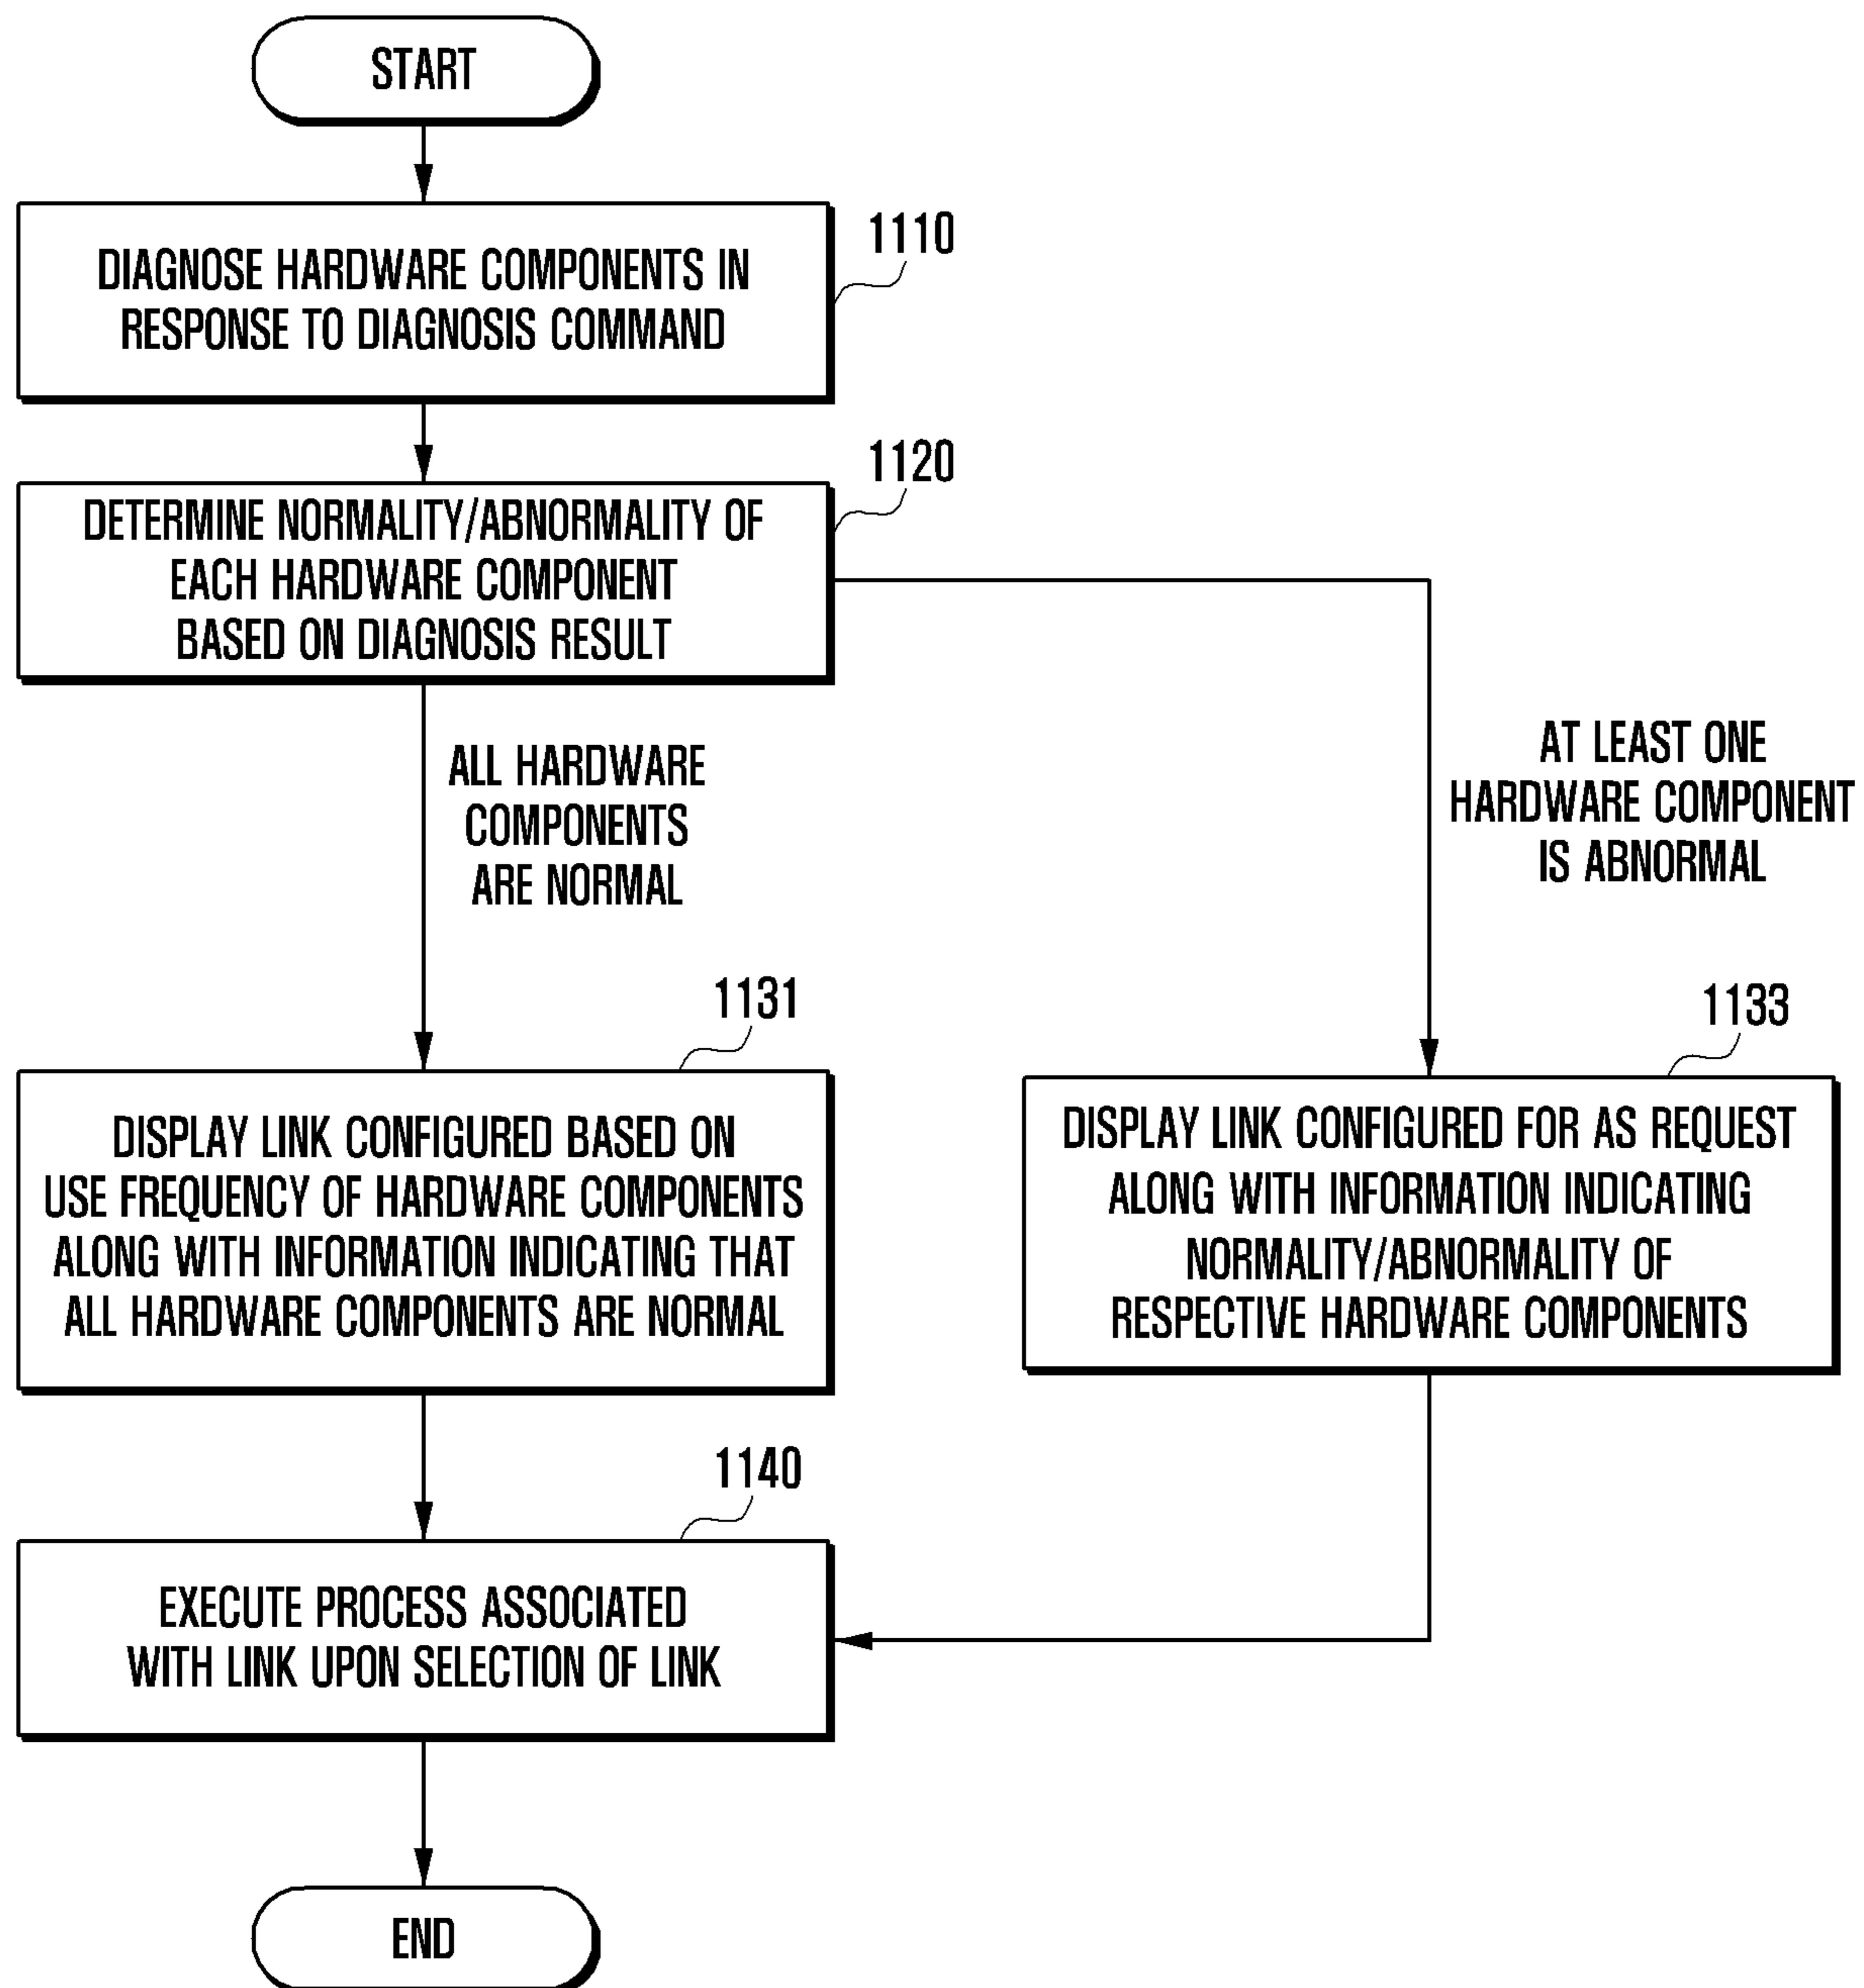 START
1110
DIAGNOSE HARDWARE COMPONENTS IN
RESPONSE TO DIAGNOSIS COMMAND
1120
DETERMINE NORMALITY/ABNORMALITY OF
EACH HARDWARE COMPONENT
BASED ON DIAGNOSIS RESULT
ALL HARDWARE
COMPONENTS
ARE NORMAL
AT LEAST ONE
HARDWARE COMPONENT
IS ABNORMAL
1131
DISPLAY LINK CONFIGURED BASED ON
USE FREQUENCY OF HARDWARE COMPONENTS
ALONG WITH INFORMATION INDICATING THAT
ALL HARDWARE COMPONENTS ARE NORMAL
1133
DISPLAY LINK CONFIGURED FOR AS REQUEST
ALONG WITH INFORMATION INDICATING
NORMALITY/ABNORMALITY OF
RESPECTIVE HARDWARE COMPONENTS
1140
EXECUTE PROCESS ASSOCIATED
WITH LINK UPON SELECTION OF LINK
END